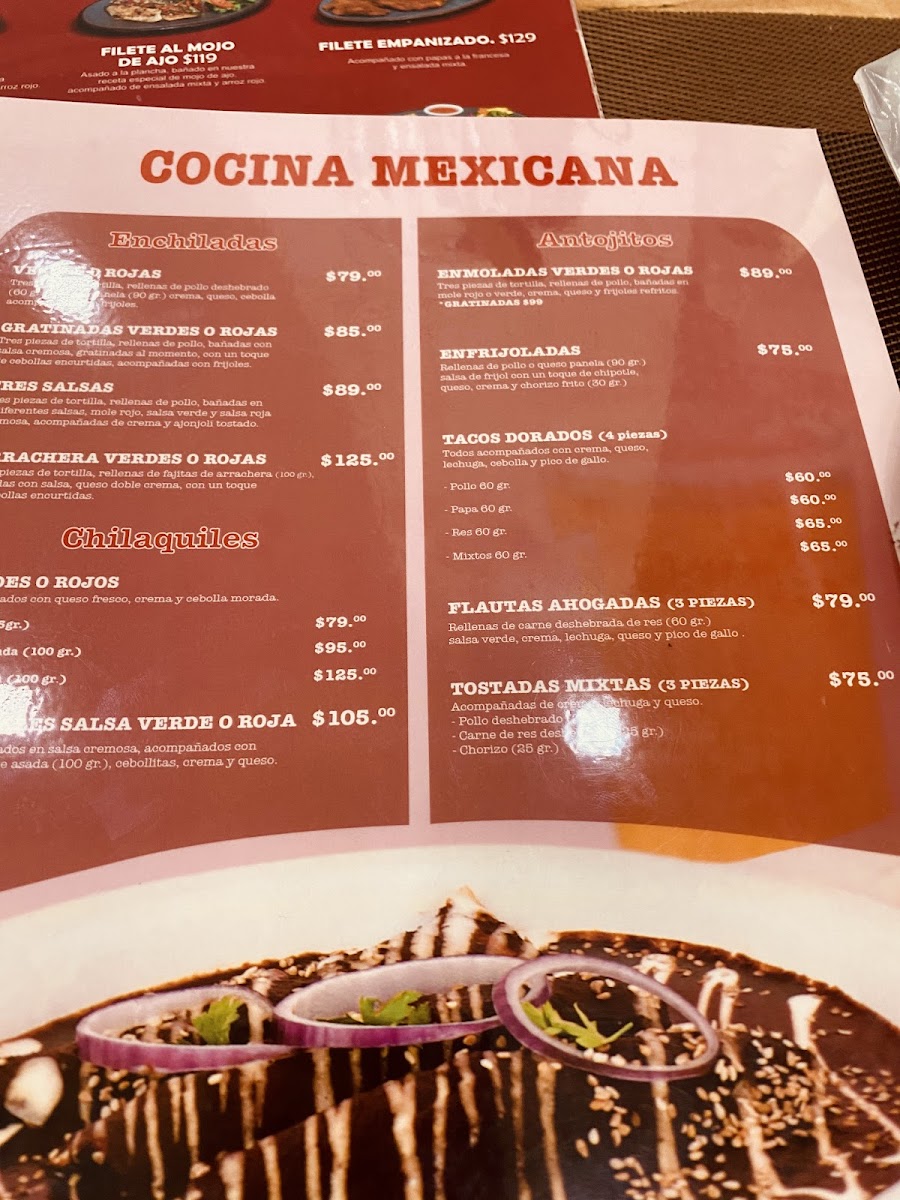 FILETE AL MOJO
DE AJO $119
Asado a la plancha, bañado en nuestra
receta especial de mojo de ajo,
acompañado de ensalada mixta y arroz rojo.
arroz rojo.
FILETE EMPANIZADO. $129
Acompañado con papas a la francesa
y ensalada mixta.
COCINA MEXICANA
Enchiladas
O ROJAS $79.00
rellenas de pollo deshebrado
(90 gr.) crema, queso, cebolla
frijoles.
GRATINADAS VERDES O ROJAS $85.00
Tres piezas de tortilla, rellenas de pollo, bañadas con
salsa cremosa, gratinadas al momento, con un toque
cebollas encurtidas, acompañadas con frijoles.
TRES SALSAS $89.00
piezas de tortilla, rellenas de pollo, bañadas en
diferentes salsas, mole rojo, salsa verde y salsa roja
acompañadas de crema y ajonjolí tostado.
ARRACHERA VERDES O ROJAS $125.00
piezas de tortilla, rellenas de fajitas de arrachera (100 gr.),
con salsa, queso doble crema, con un toque
encurtidas.
Chilaquiles
O ROJOS
con queso fresco, crema y cebolla morada.
$79.00
(100 gr.) $95.00
(100 gr.) $125.00
SALSA VERDE O ROJA $105.00
en salsa cremosa, acompañados con
asada (100 gr.), cebollitas, crema y queso.
Antojitos
ENMOLADAS VERDES O ROJAS $89.00
Tres piezas de tortilla, rellenas de pollo, bañadas en
mole rojo o verde, crema, queso y frijoles refritos.
*GRATINADAS $99
ENFRIJOLADAS $75.00
Rellenas de pollo o queso panela (90 gr.)
salsa de frijol con un toque de chipotle,
queso, crema y chorizo frito (30 gr.)
TACOS DORADOS (4 piezas)
Todos acompañados con crema, queso,
lechuga, cebolla y pico de gallo.
- Pollo 60 gr. $60.00
- Papa 60 gr. $60.00
- Res 60 gr. $65.00
- Mixtos 60 gr. $65.00
FLAUTAS AHOGADAS (3 PIEZAS) $79.00
Rellenas de carne deshebrada de res (60 gr.)
salsa verde, crema, lechuga, queso y pico de gallo.
TOSTADAS MIXTAS (3 PIEZAS) $75.00
Acompañadas de crema, lechuga y queso.
- Pollo deshebrado
- Carne de res gr.)
- Chorizo (25 gr.)